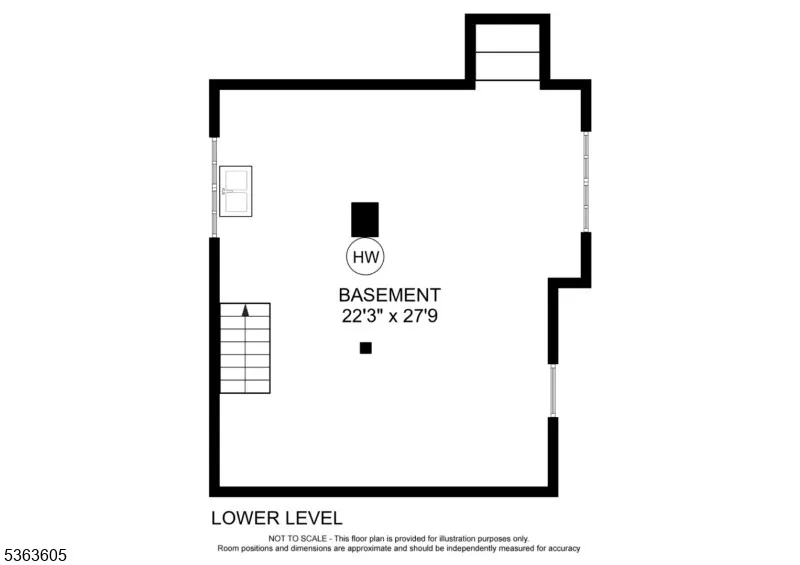 HW
BASEMENT
22'3" x 27'9
LOWER LEVEL
NOT TO SCALE - This floor plan is provided for illustration purposes only.
Room positions and dimensions are approximate and should be independently measured for accuracy
5363605